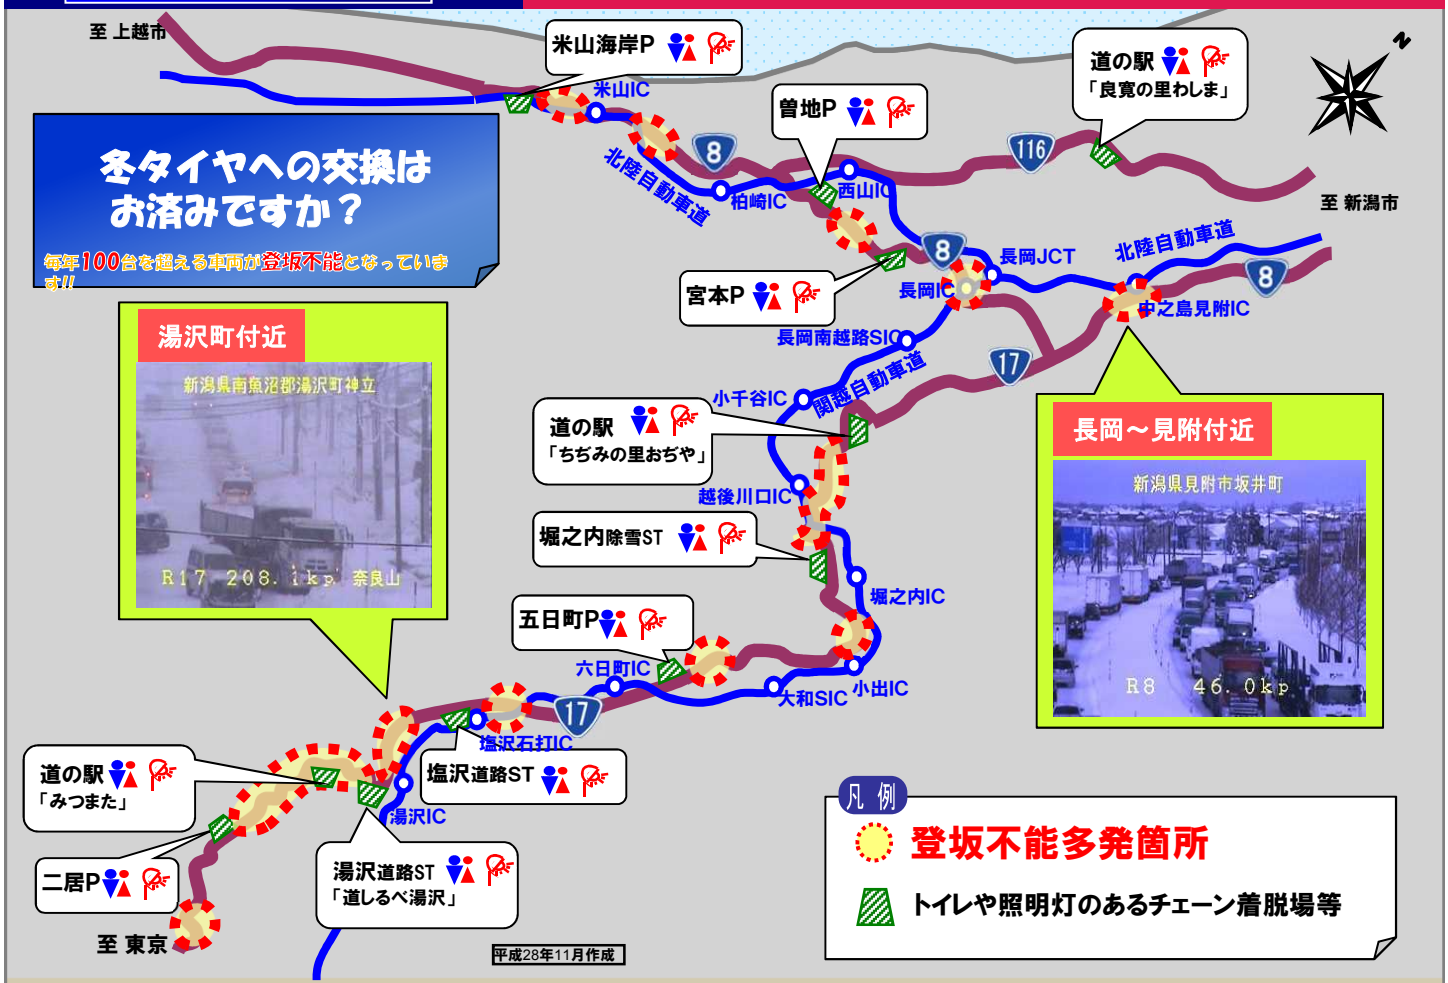 至 上越市
米山海岸P
米山IC
道の駅
「良寛の里わしま」
N
曽地P
8
116
北陸自動車道
柏崎IC
西山IC
至 新潟市
冬タイヤへの交換は
お済みですか？
毎年100台を超える車両が登坂不能となっていま
す!!
8
長岡JCT
北陸自動車道
8
宮本P
長岡IC
中之島見附IC
長岡南越路SIC
関越自動車道
17
小千谷IC
湯沢町付近
新潟県南魚沼郡湯沢町神立
R17 208.1kp 奈良山
道の駅
「ちぢみの里おぢや」
長岡～見附付近
新潟県見附市坂井町
R8 46.0kp
越後川口IC
堀之内除雪ST
堀之内IC
五日町P
六日町IC
大和SIC
小出IC
17
塩沢石打IC
塩沢道路ST
道の駅
「みつまた」
湯沢IC
二居P
湯沢道路ST
「道しるべ湯沢」
至 東京
平成28年11月作成
凡 例
登坂不能多発箇所
トイレや照明灯のあるチェーン着脱場等